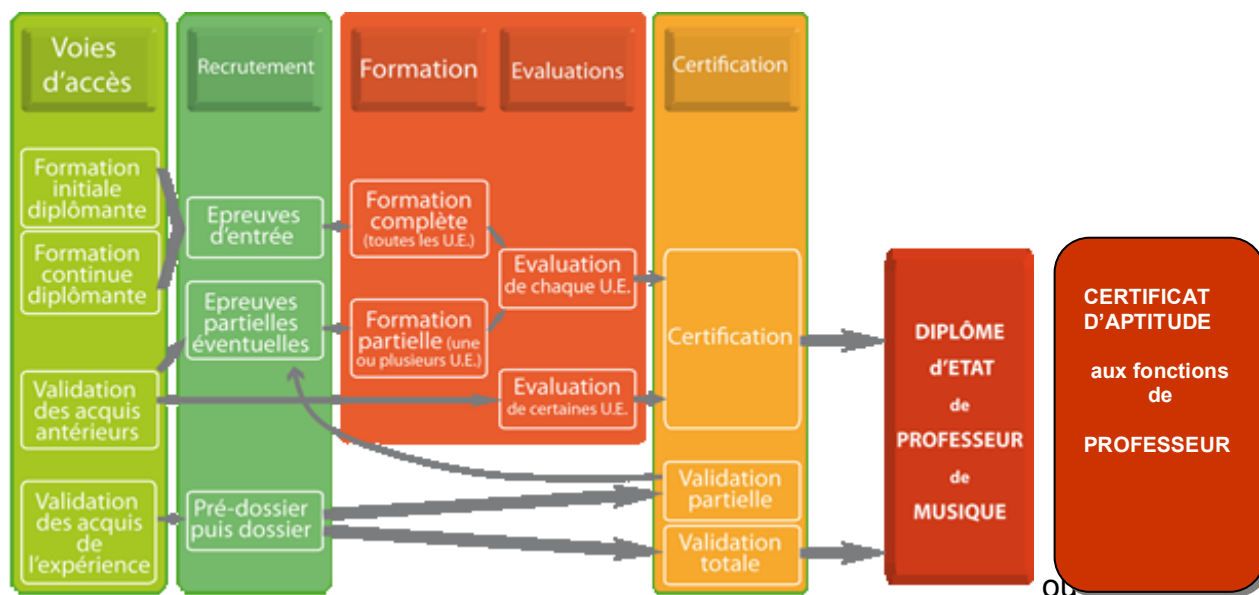 Voies
d'accès
Recrutement
Formation
Evaluations
Certification
Formation
initiale
diplômante
Formation
continue
diplômante
Validation
des acquis
antérieurs
Validation
des acquis
de
l'expérience
Epreuves
d'entrée
Epreuves
partielles
éventuelles
Pré-dossier
puis dossier
Formation
complète
(toutes les U.E.)
Formation
partielle (une
ou plusieurs U.E.)
Evaluation
de chaque U.E.
Evaluation
de certaines U.E.
Certification
Validation
partielle
Validation
totale
DIPLÔME
d'ETAT
de
PROFESSEUR
de
MUSIQUE
ou
CERTIFICAT
D'APTITUDE
aux fonctions
de
PROFESSEUR